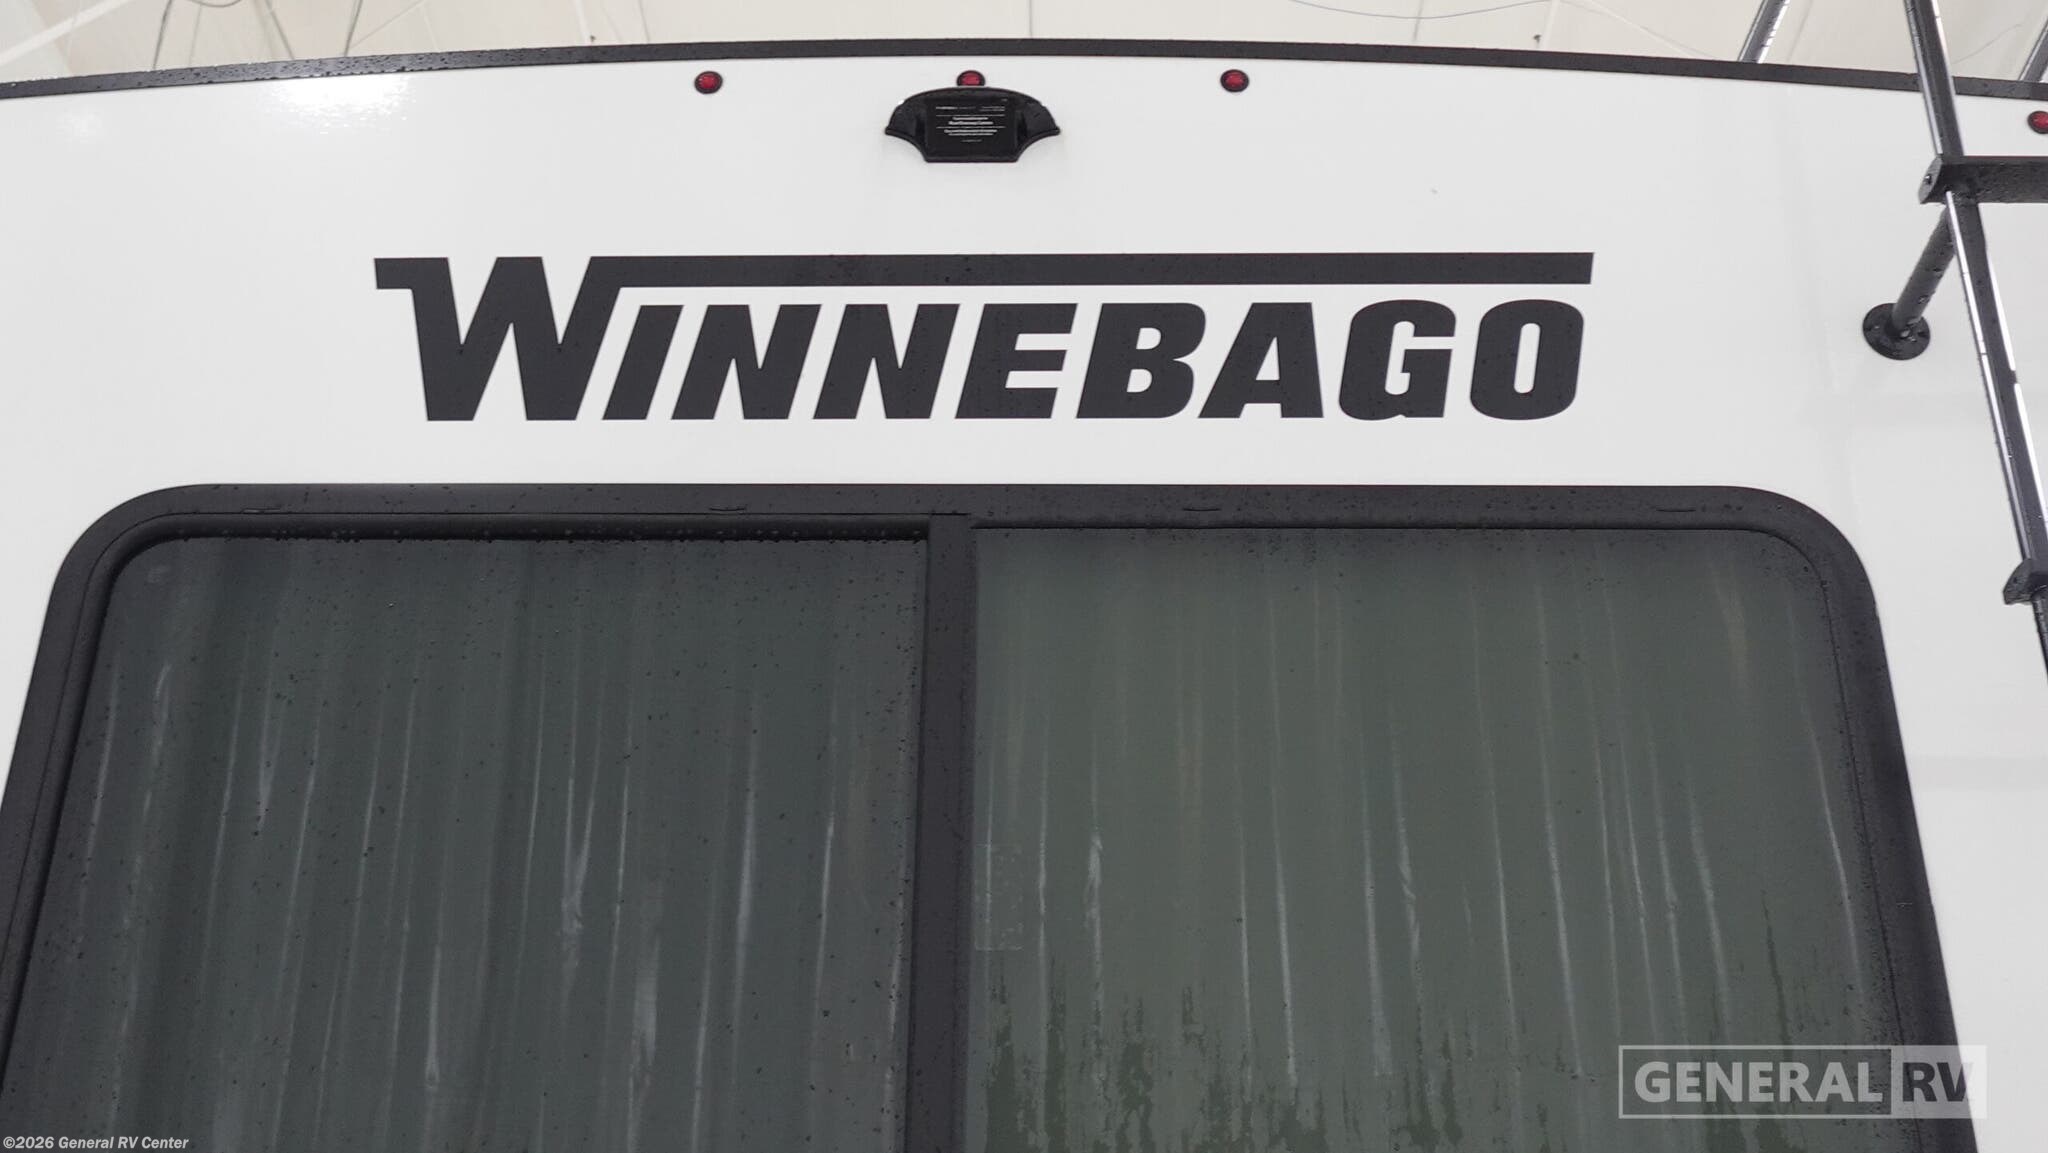 WINNEBAGO
GENERAL RV
©2026 General RV Center